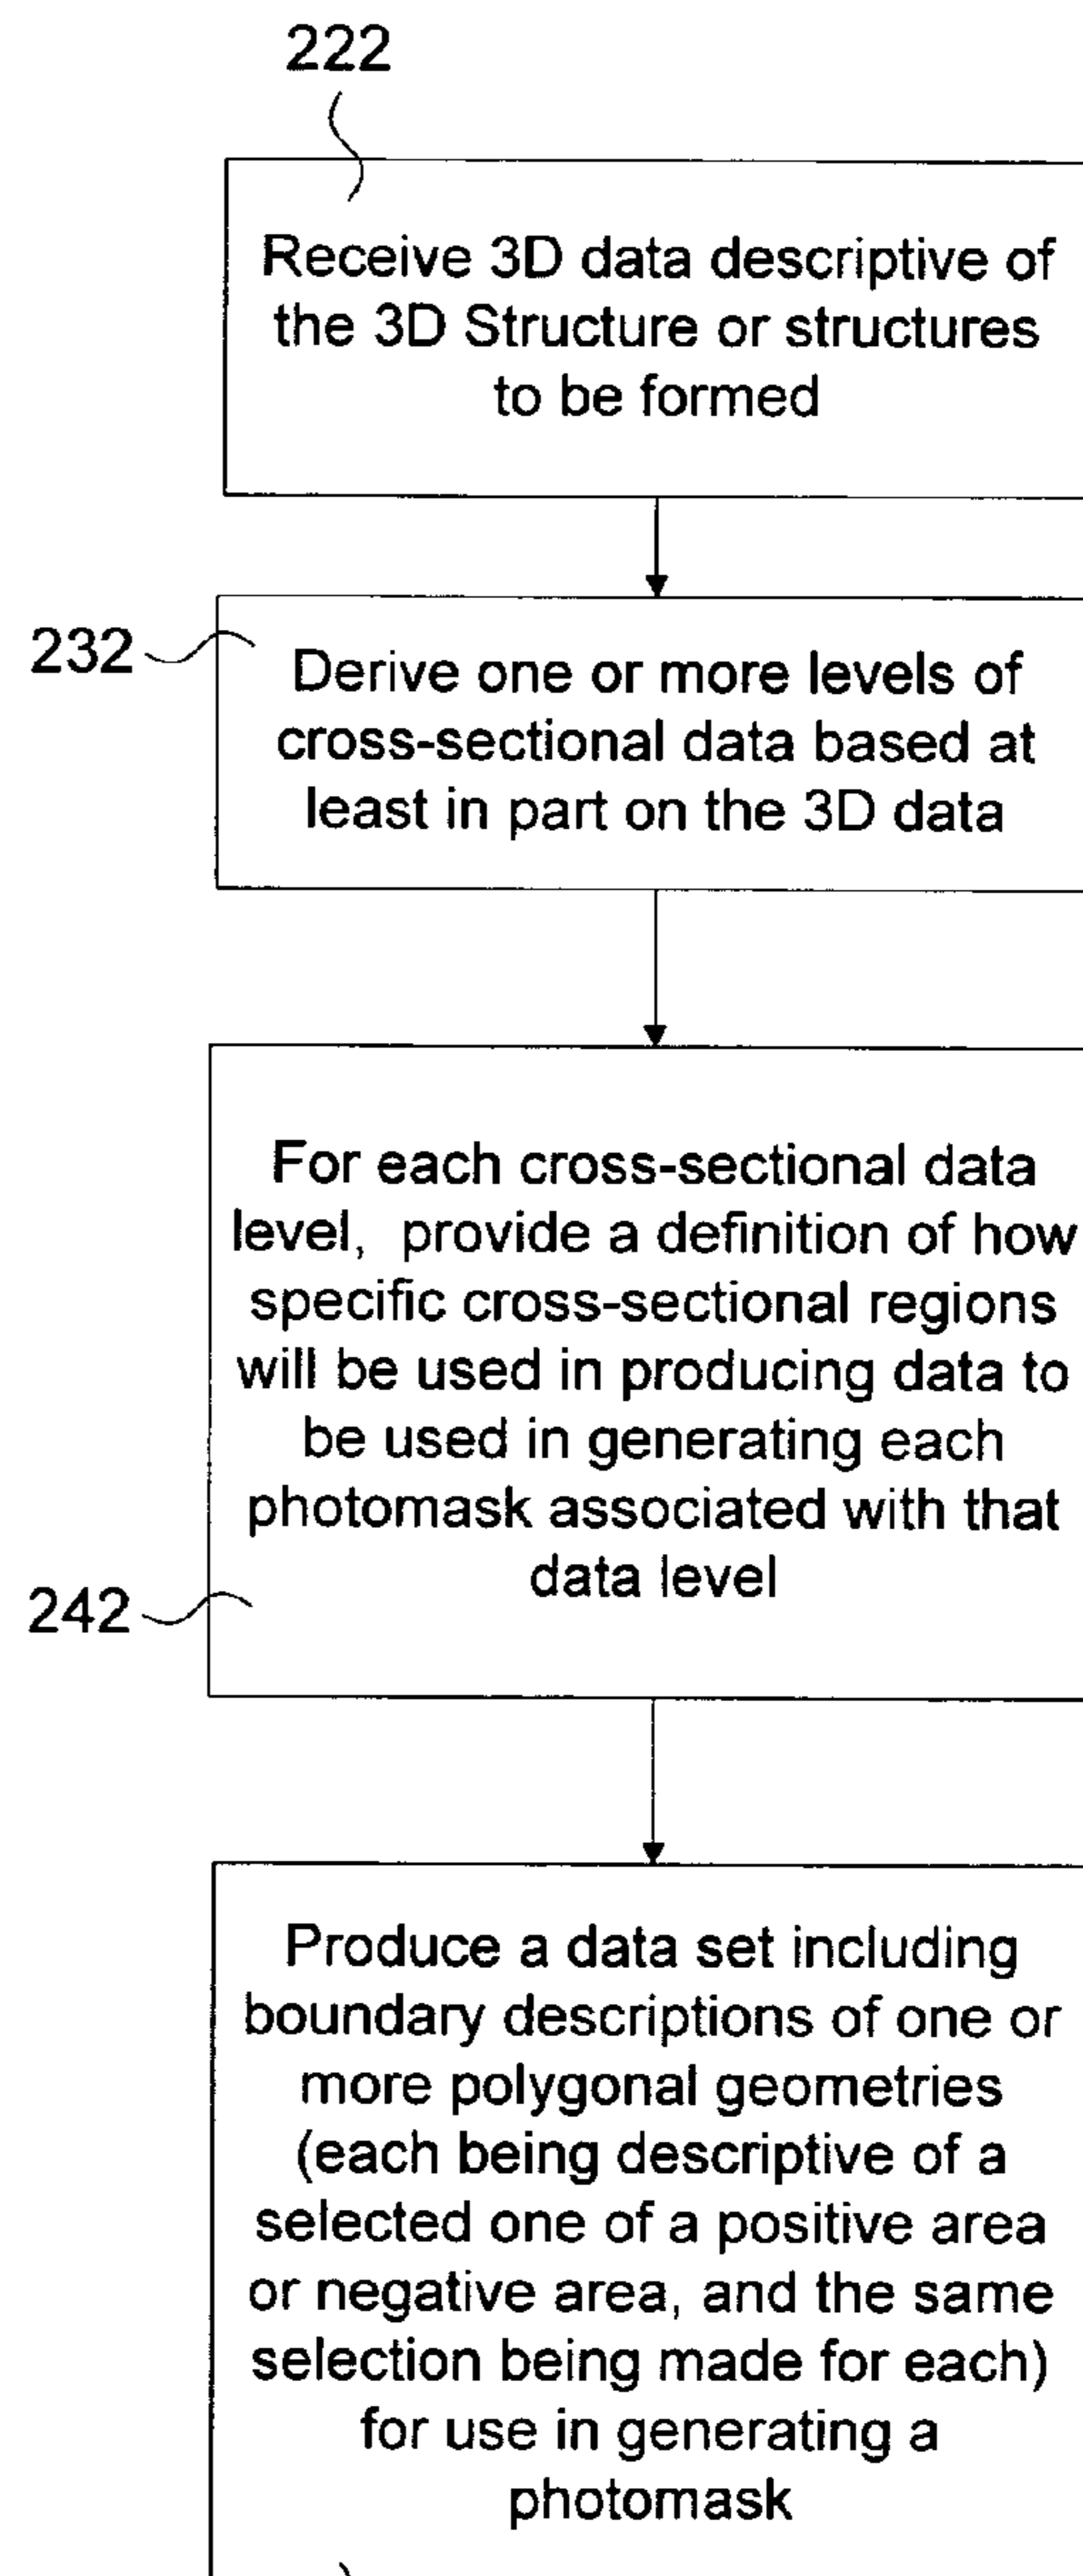 222
Receive 3D data descriptive of
the 3D Structure or structures
to be formed
232
Derive one or more levels of
cross-sectional data based at
least in part on the 3D data
For each cross-sectional data
level, provide a definition of how
specific cross-sectional regions
will be used in producing data to
be used in generating each
photomask associated with that
data level
242
Produce a data set including
boundary descriptions of one or
more polygonal geometries
(each being descriptive of a
selected one of a positive area
or negative area, and the same
selection being made for each)
for use in generating a
photomask